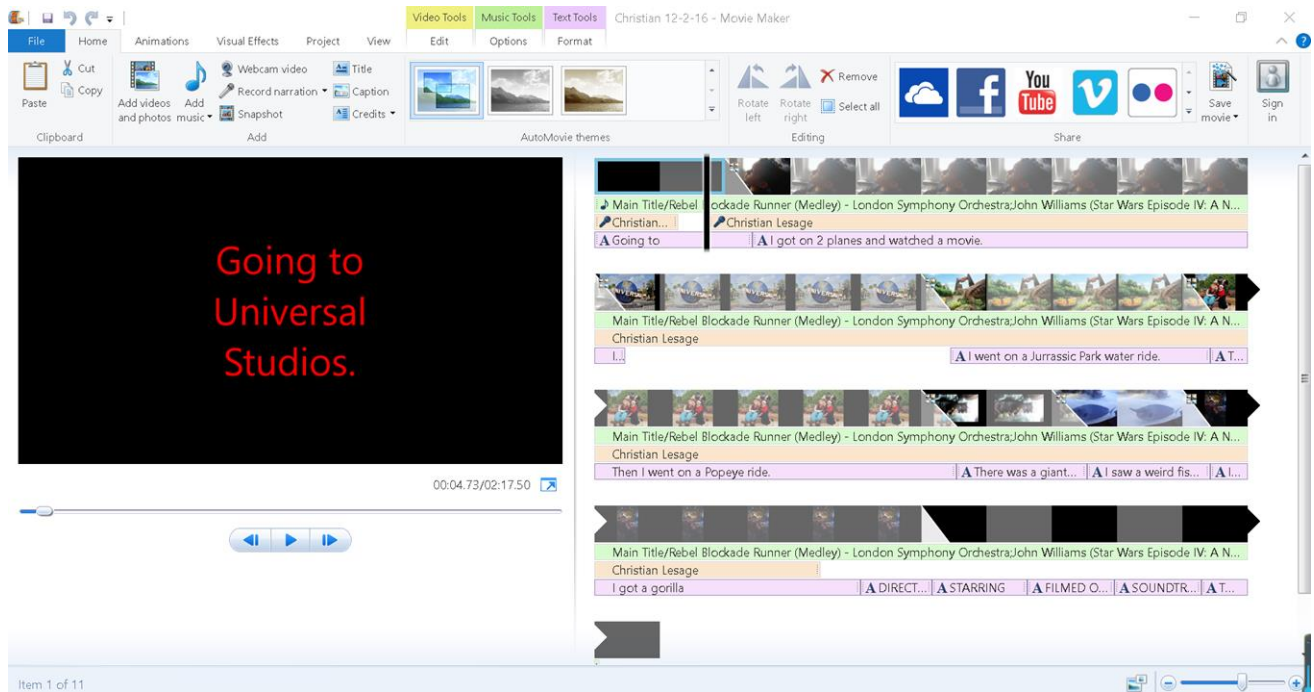 Video Tools Music Tools Text Tools Christian 12-2-16 - Movie Maker
File Home Animations Visual Effects Project View Edit Options Format
Paste
Cut
Copy
Clipboard
Add videos and photos
Add music
Webcam video
Record narration
Snapshot
Title
Caption
Credits
Add
AutoMovie themes
Rotate left
Rotate right
Remove
Select all
Editing
You Tube
Share
Save movie
Sign in
Going to
Universal
Studios.
00:04.73/02:17.50
Main Title/Rebel Blockade Runner (Medley) - London Symphony Orchestra;John Williams (Star Wars Episode IV: A N...
Christian... Christian Lesage
A Going to A I got on 2 planes and watched a movie.
Main Title/Rebel Blockade Runner (Medley) - London Symphony Orchestra;John Williams (Star Wars Episode IV: A N...
Christian Lesage
I... A I went on a Jurrassic Park water ride. A T...
Main Title/Rebel Blockade Runner (Medley) - London Symphony Orchestra;John Williams (Star Wars Episode IV: A N...
Christian Lesage
Then I went on a Popeye ride. A There was a giant... A I saw a weird fis... A I...
Main Title/Rebel Blockade Runner (Medley) - London Symphony Orchestra;John Williams (Star Wars Episode IV: A N...
Christian Lesage
I got a gorilla A DIRECT... A STARRING A FILMED O... A SOUNDTR... A T...
Item 1 of 11